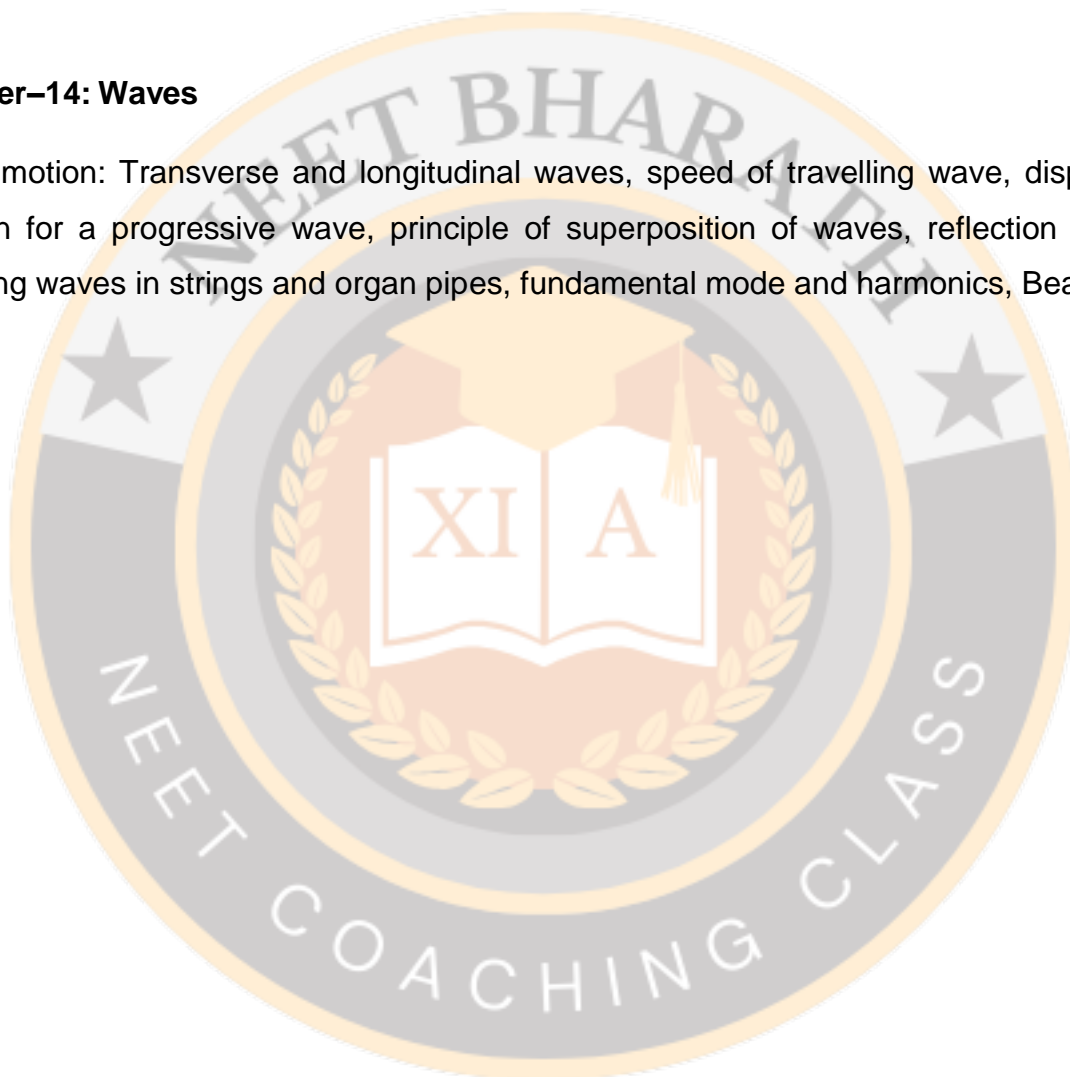 er–14: Waves
motion: Transverse and longitudinal waves, speed of travelling wave, disp
n for a progressive wave, principle of superposition of waves, reflection
ng waves in strings and organ pipes, fundamental mode and harmonics, Bea
NEET BHARATH
XI A
NEET COACHING CLASS